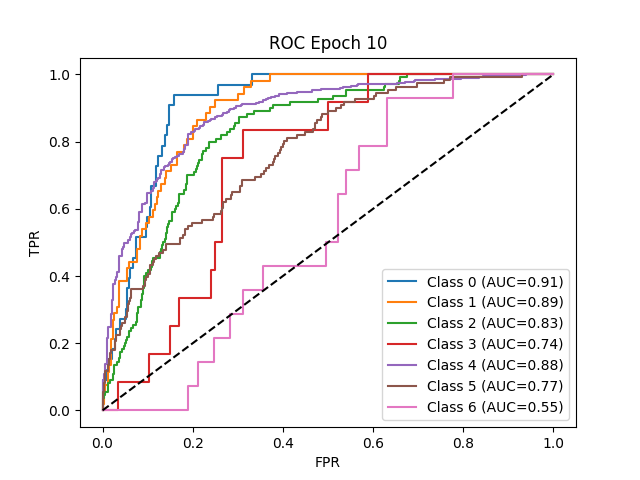 ROC Epoch 10
TPR
1.0
0.8
0.6
0.4
0.2
0.0
Class 0 (AUC=0.91)
Class 1 (AUC=0.89)
Class 2 (AUC=0.83)
Class 3 (AUC=0.74)
Class 4 (AUC=0.88)
Class 5 (AUC=0.77)
Class 6 (AUC=0.55)
0.0 0.2 0.4 0.6 0.8 1.0
FPR